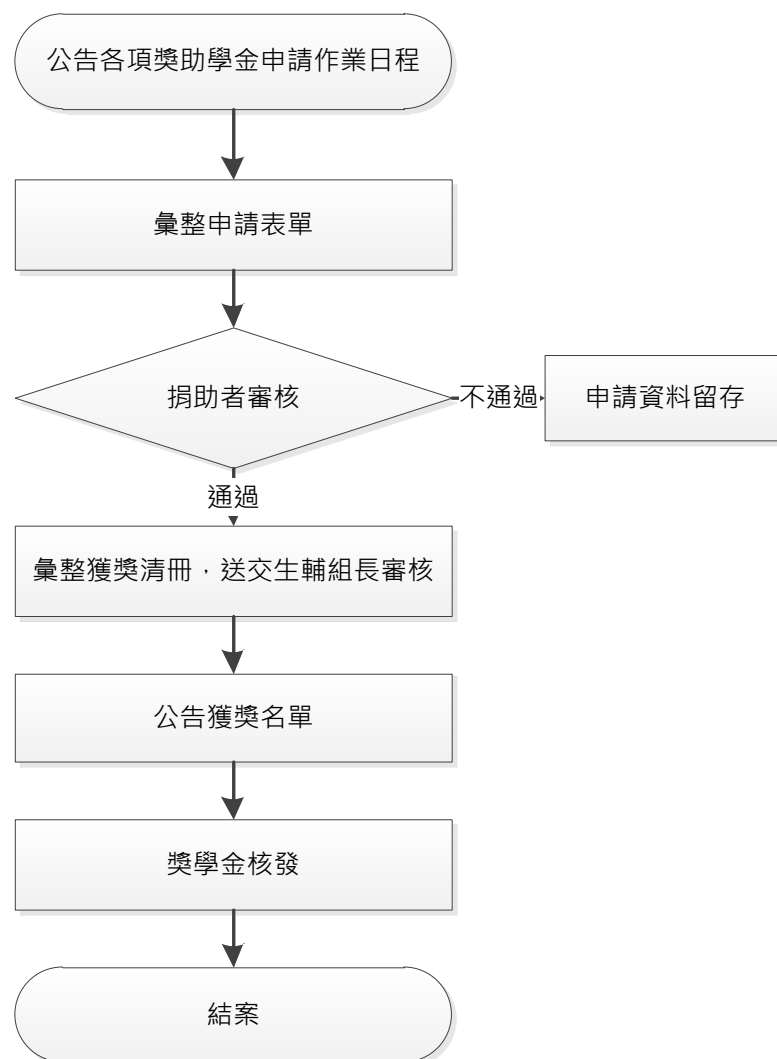 公告各項獎助學金申請作業日程
彙整申請表單
捐助者審核
不通過
申請資料留存
通過
彙整獲獎清冊，送交生輔組長審核
公告獲獎名單
獎學金核發
結案